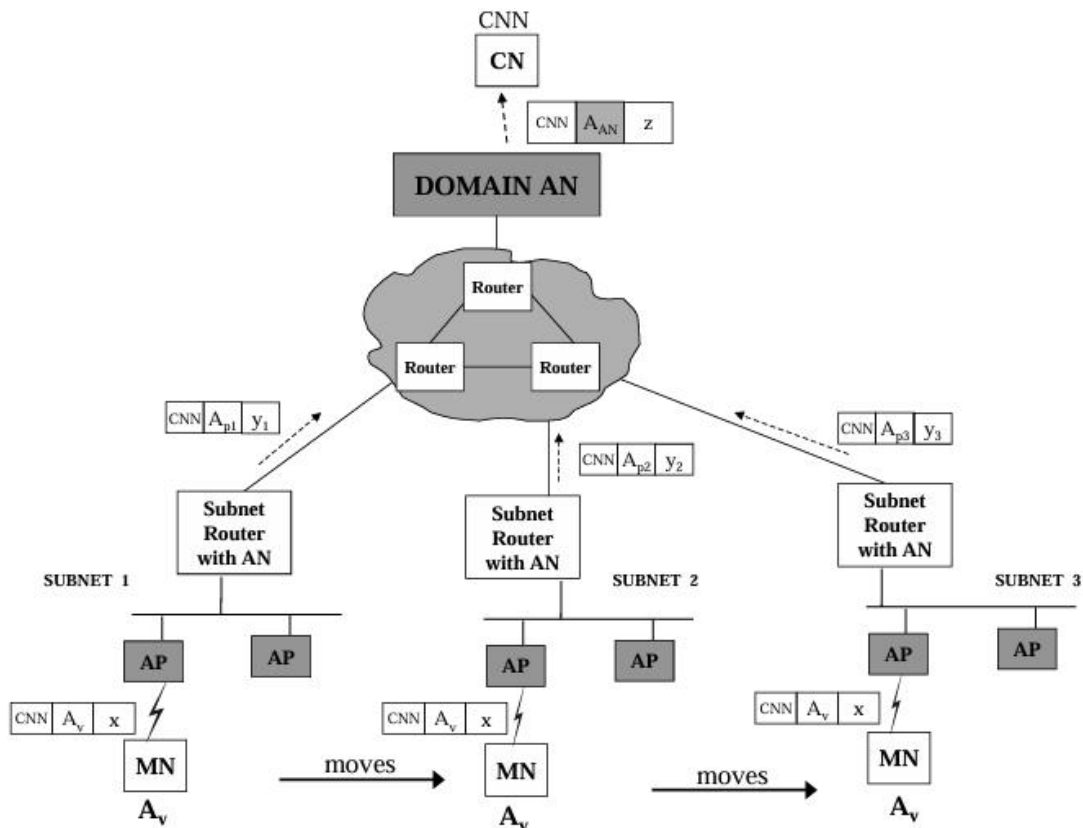 CNN
CN
CNN A_AN z
DOMAIN AN
Router
Router Router
CNN A_p1 y_1
CNN A_p2 y_2
CNN A_p3 y_3
Subnet
Router
with AN
Subnet
Router
with AN
Subnet
Router
with AN
SUBNET 1
SUBNET 2
SUBNET 3
AP AP
AP AP
AP AP
CNN A_v x
CNN A_v x
CNN A_v x
MN
moves
MN
moves
MN
A_v
A_v
A_v